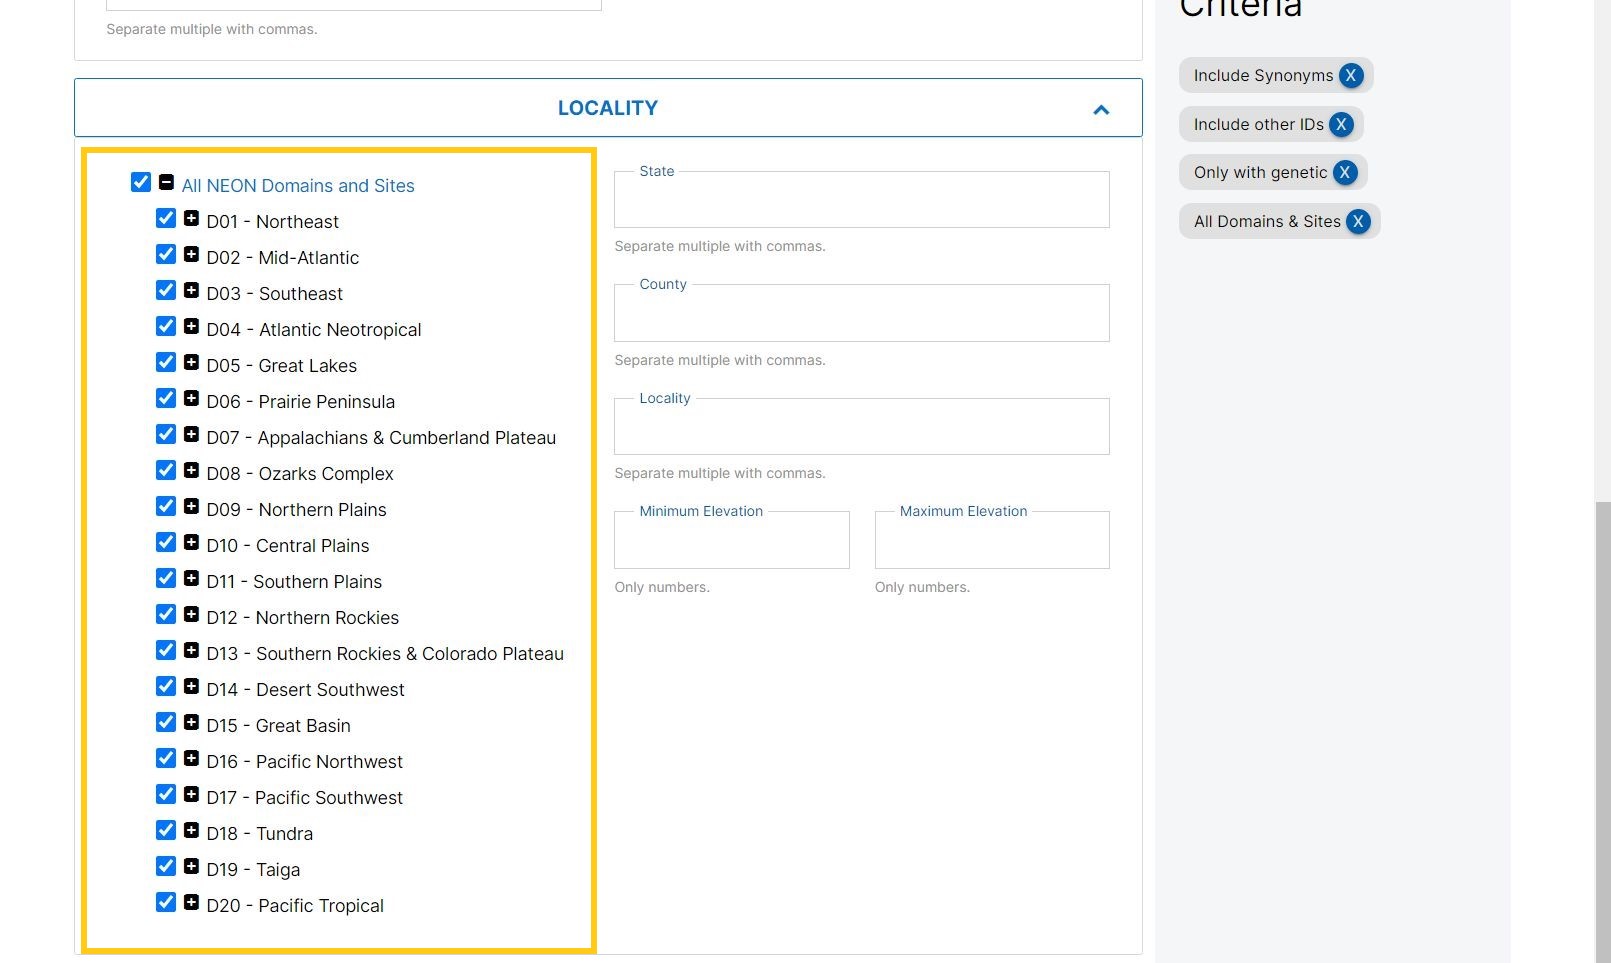 Criteria
Separate multiple with commas.
LOCALITY
Include Synonyms X
Include other IDs X
Only with genetic X
All Domains & Sites X
All NEON Domains and Sites
D01 - Northeast
D02 - Mid-Atlantic
D03 - Southeast
D04 - Atlantic Neotropical
D05 - Great Lakes
D06 - Prairie Peninsula
D07 - Appalachians & Cumberland Plateau
D08 - Ozarks Complex
D09 - Northern Plains
D10 - Central Plains
D11 - Southern Plains
D12 - Northern Rockies
D13 - Southern Rockies & Colorado Plateau
D14 - Desert Southwest
D15 - Great Basin
D16 - Pacific Northwest
D17 - Pacific Southwest
D18 - Tundra
D19 - Taiga
D20 - Pacific Tropical
State
Separate multiple with commas.
County
Separate multiple with commas.
Locality
Separate multiple with commas.
Minimum Elevation
Only numbers.
Maximum Elevation
Only numbers.